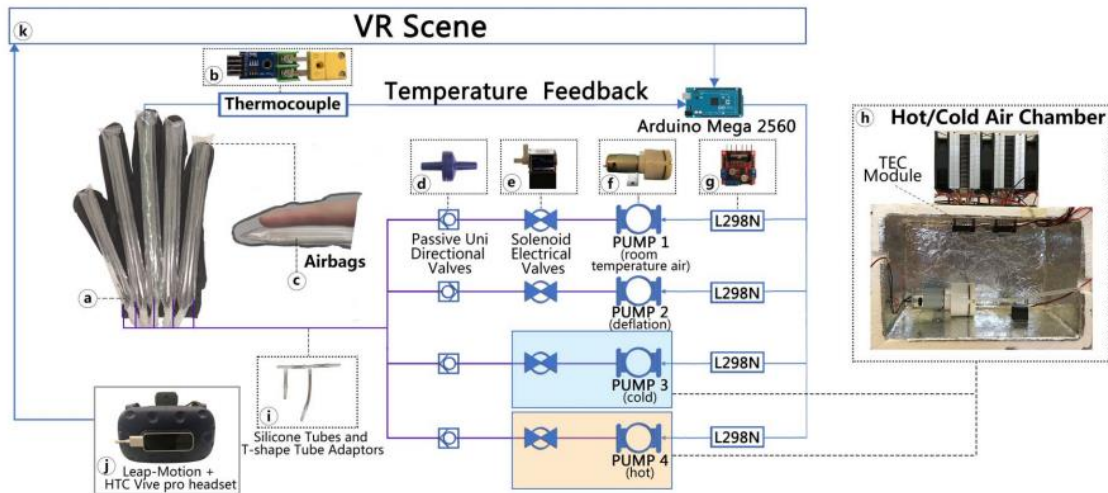 k
VR Scene
b
Thermocouple
Temperature Feedback
Arduino Mega 2560
h
Hot/Cold Air Chamber
TEC
Module
d
e
f
g
Passive Uni
Directional
Valves
Solenoid
Electrical
Valves
PUMP 1
(room
temperature air)
L298N
Airbags
c
a
PUMP 2
(deflation)
L298N
PUMP 3
(cold)
L298N
i
Silicone Tubes and
T-shape Tube Adaptors
PUMP 4
(hot)
L298N
j
Leap-Motion +
HTC Vive pro headset